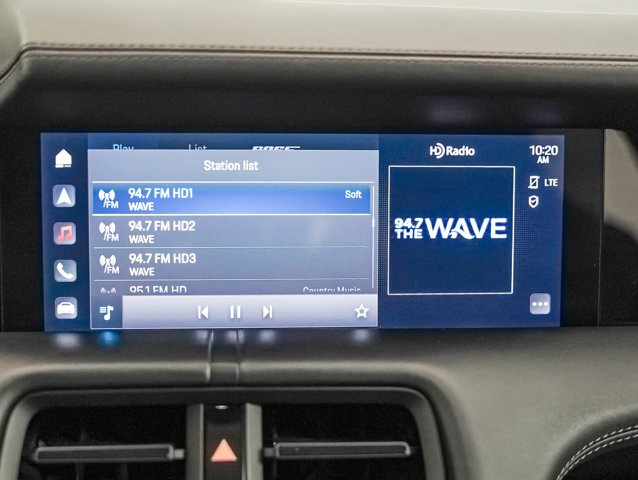 Play List BOSE
Station list
94.7 FM HD1 Soft
WAVE
94.7 FM HD2
WAVE
94.7 FM HD3
WAVE
95.1 FM HD Country Music
HD Radio
94.7
THE WAVE
10:20
AM
LTE